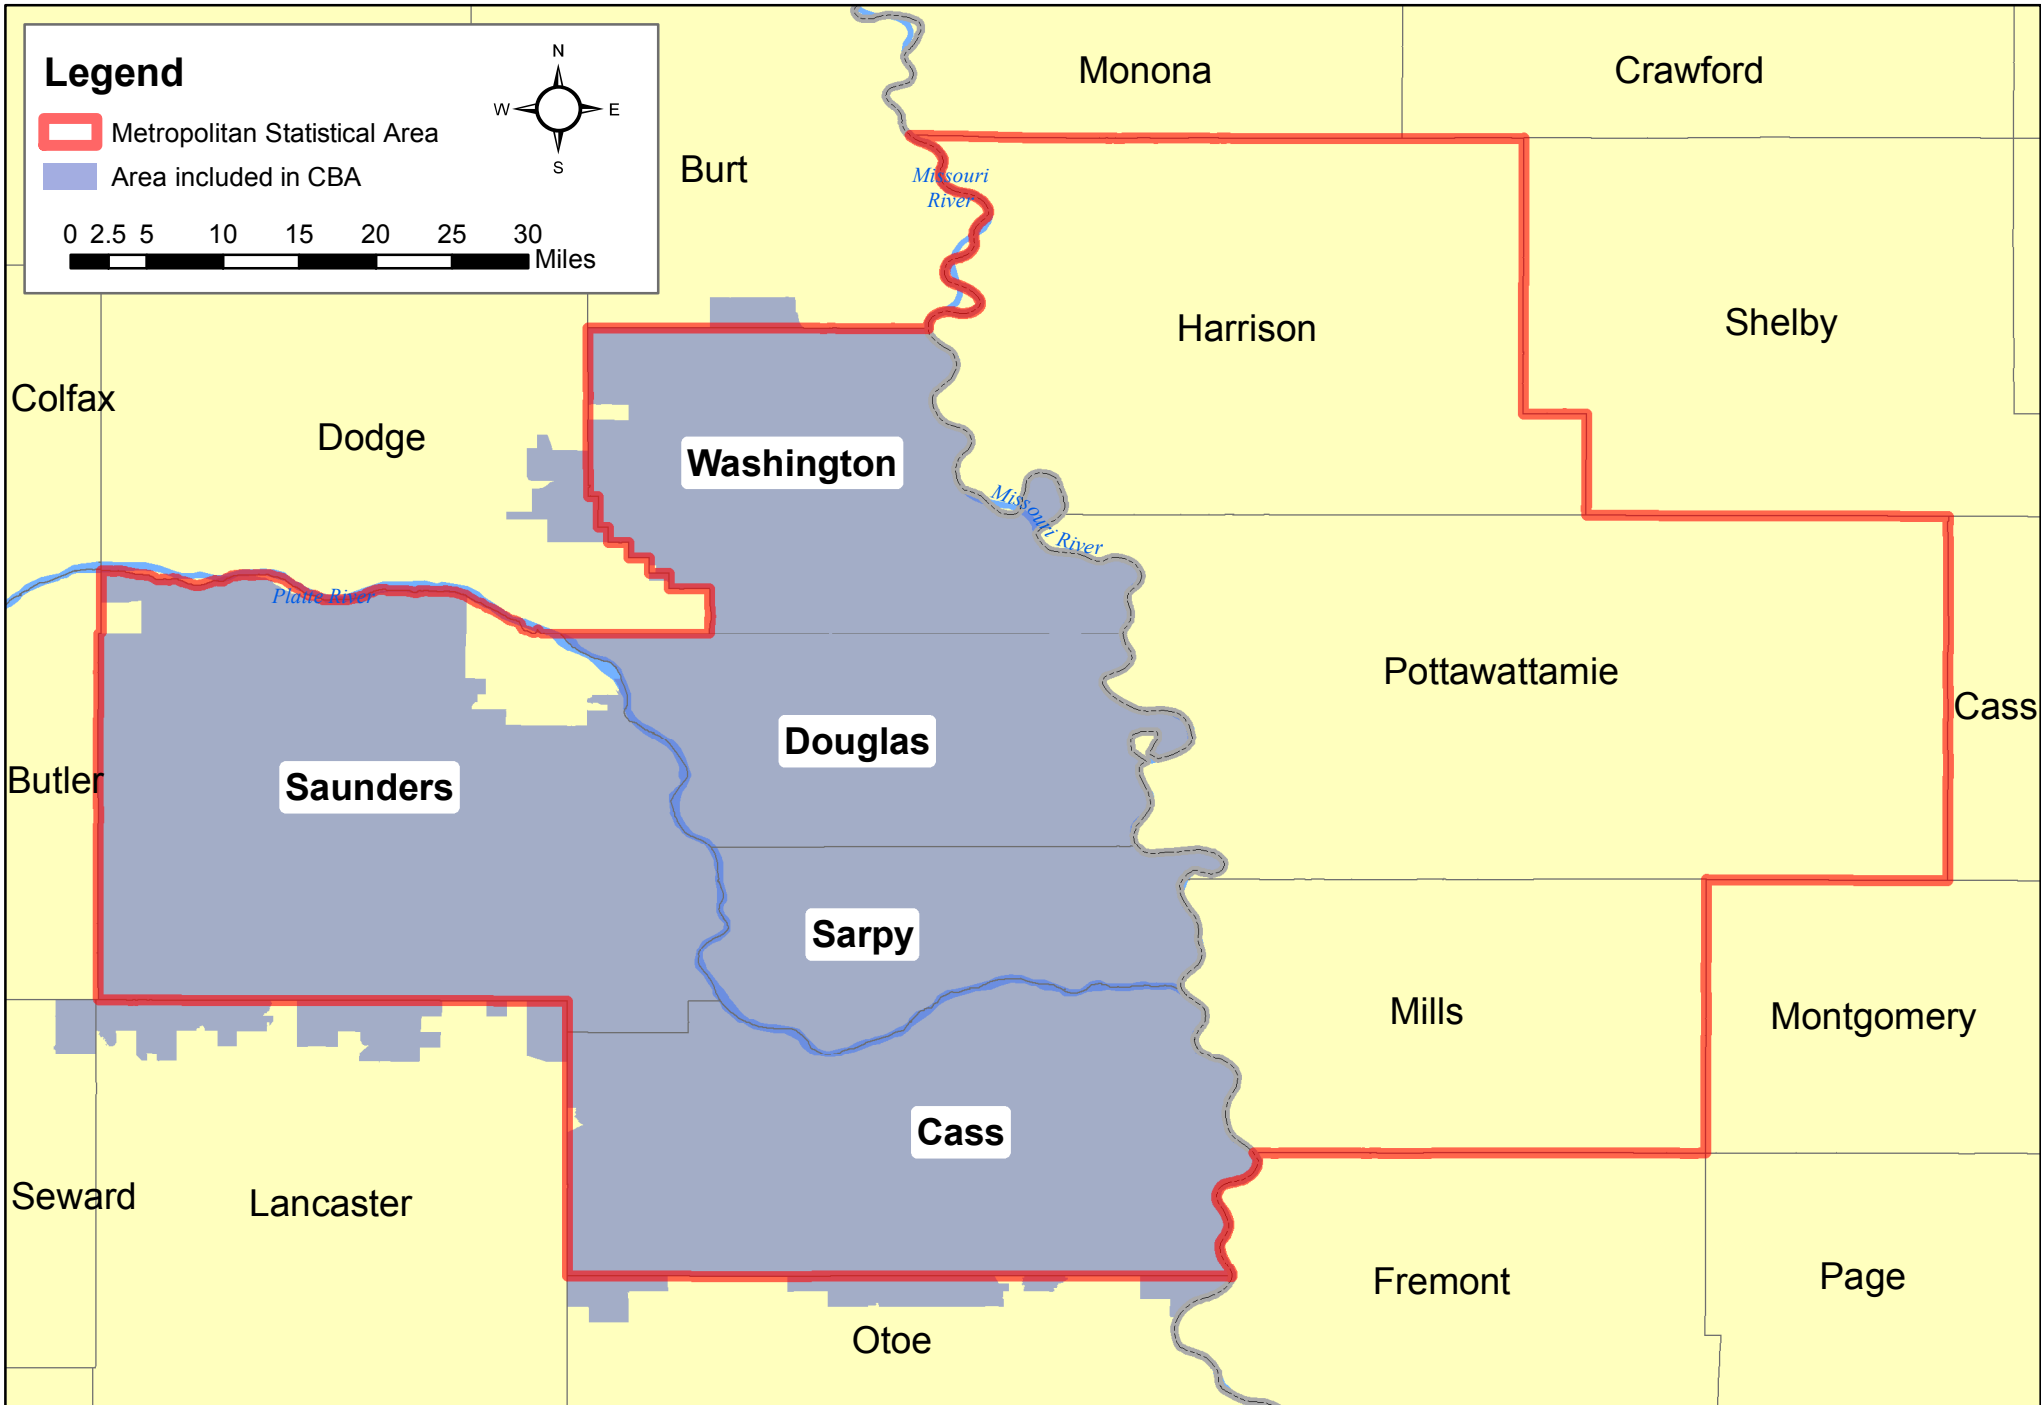 Legend
N
W
E
S
Metropolitan Statistical Area
Area included in CBA
0 2.5 5 10 15 20 25 30
Miles
Monona
Crawford
Burt
Missouri
River
Harrison
Shelby
Colfax
Dodge
Washington
Missouri River
Platte River
Pottawattamie
Cass
Douglas
Butler
Saunders
Sarpy
Mills
Montgomery
Cass
Seward
Lancaster
Fremont
Page
Otoe